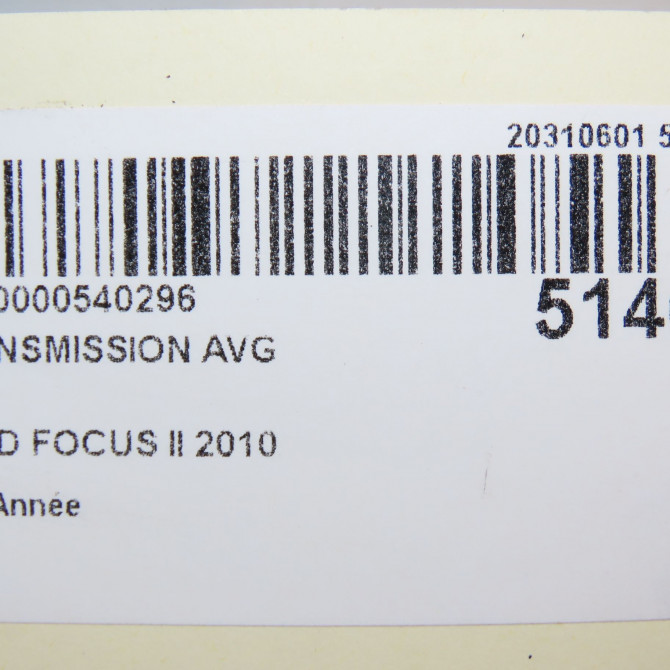 20310601 5
0000540296
514
NSMISSION AVG
D FOCUS II 2010
Année